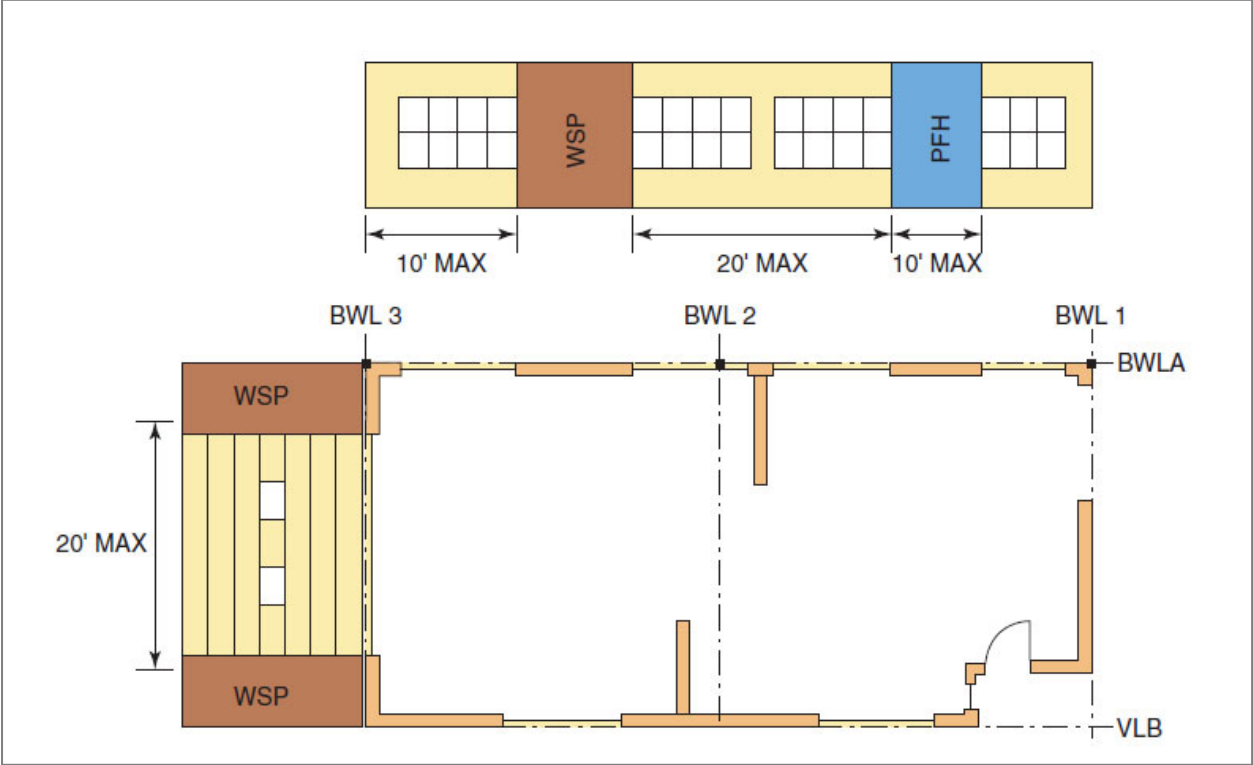 WSP
PFH
10' MAX
20' MAX
10' MAX
BWL 3
BWL 2
BWL 1
BWLA
WSP
20' MAX
WSP
VLB